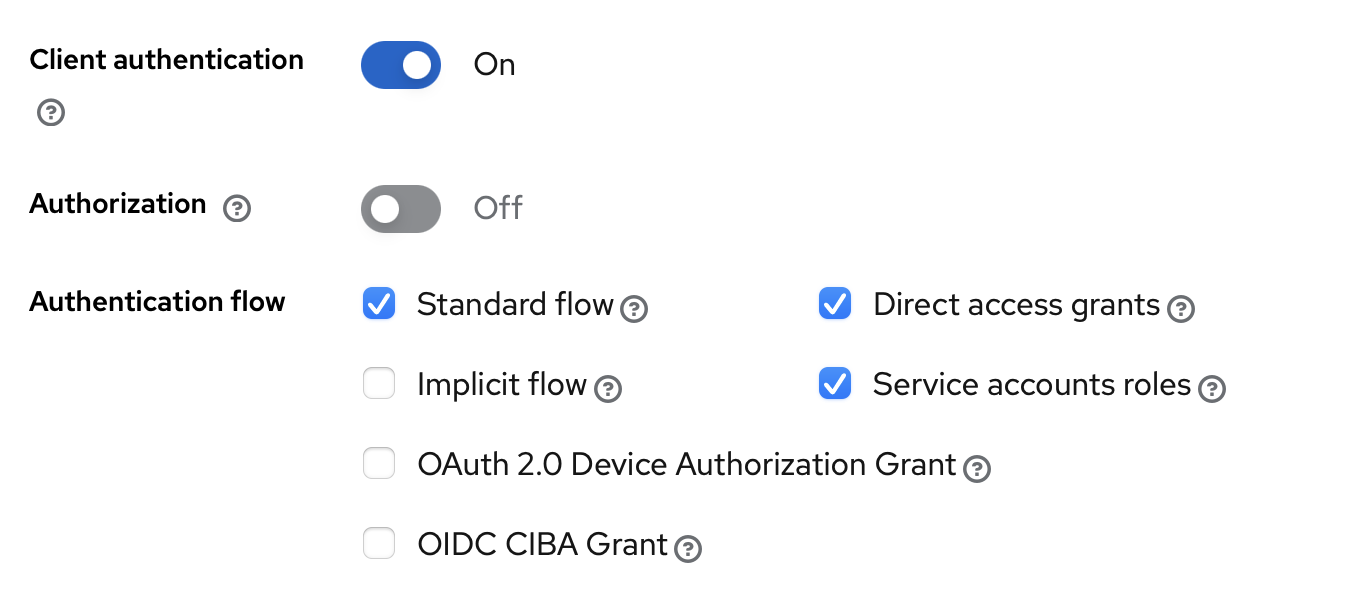 Client authentication On
Authorization Off
Authentication flow Standard flow Direct access grants
Implicit flow Service accounts roles
OAuth 2.0 Device Authorization Grant
OIDC CIBA Grant